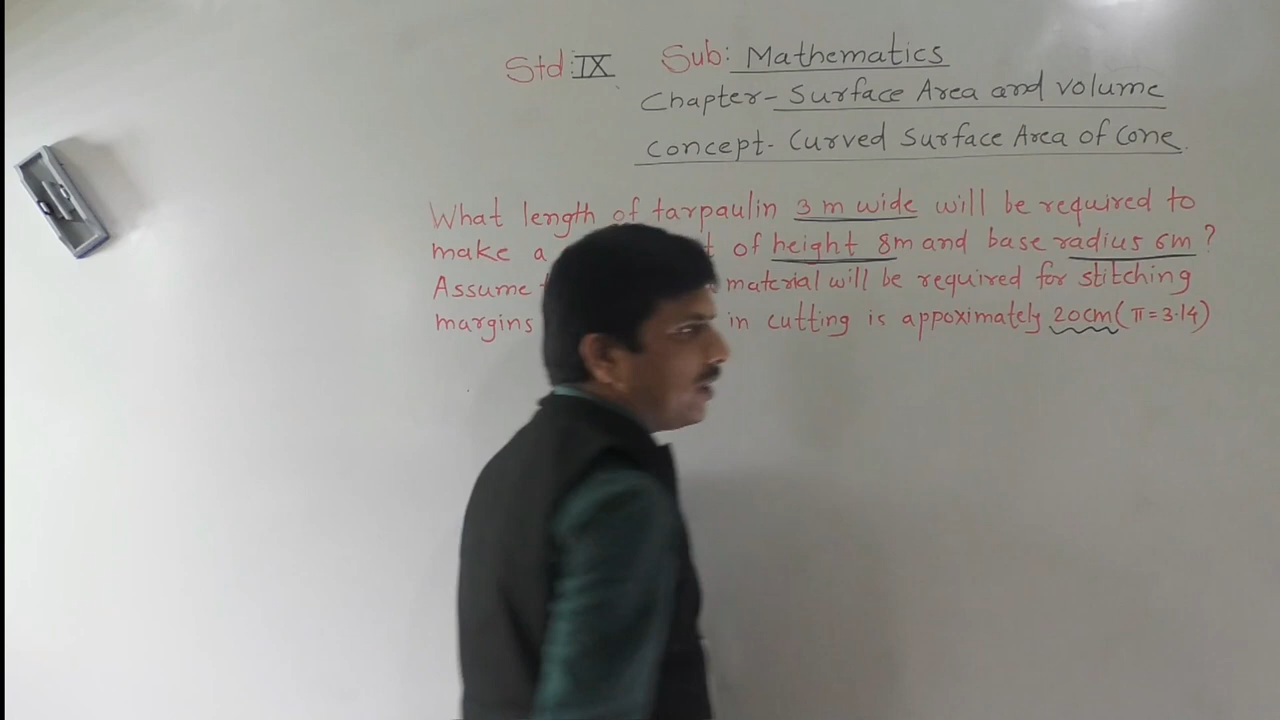 Std: IX Sub: Mathematics
Chapter- Surface Area and volume
Concept- Curved Surface Area of Cone.
What length of tarpaulin 3 m wide will be required to
make a of height 8m and base radius 6m?
Assume material will be required for stitching
margins in cutting is appoximately 20cm (π=3.14)